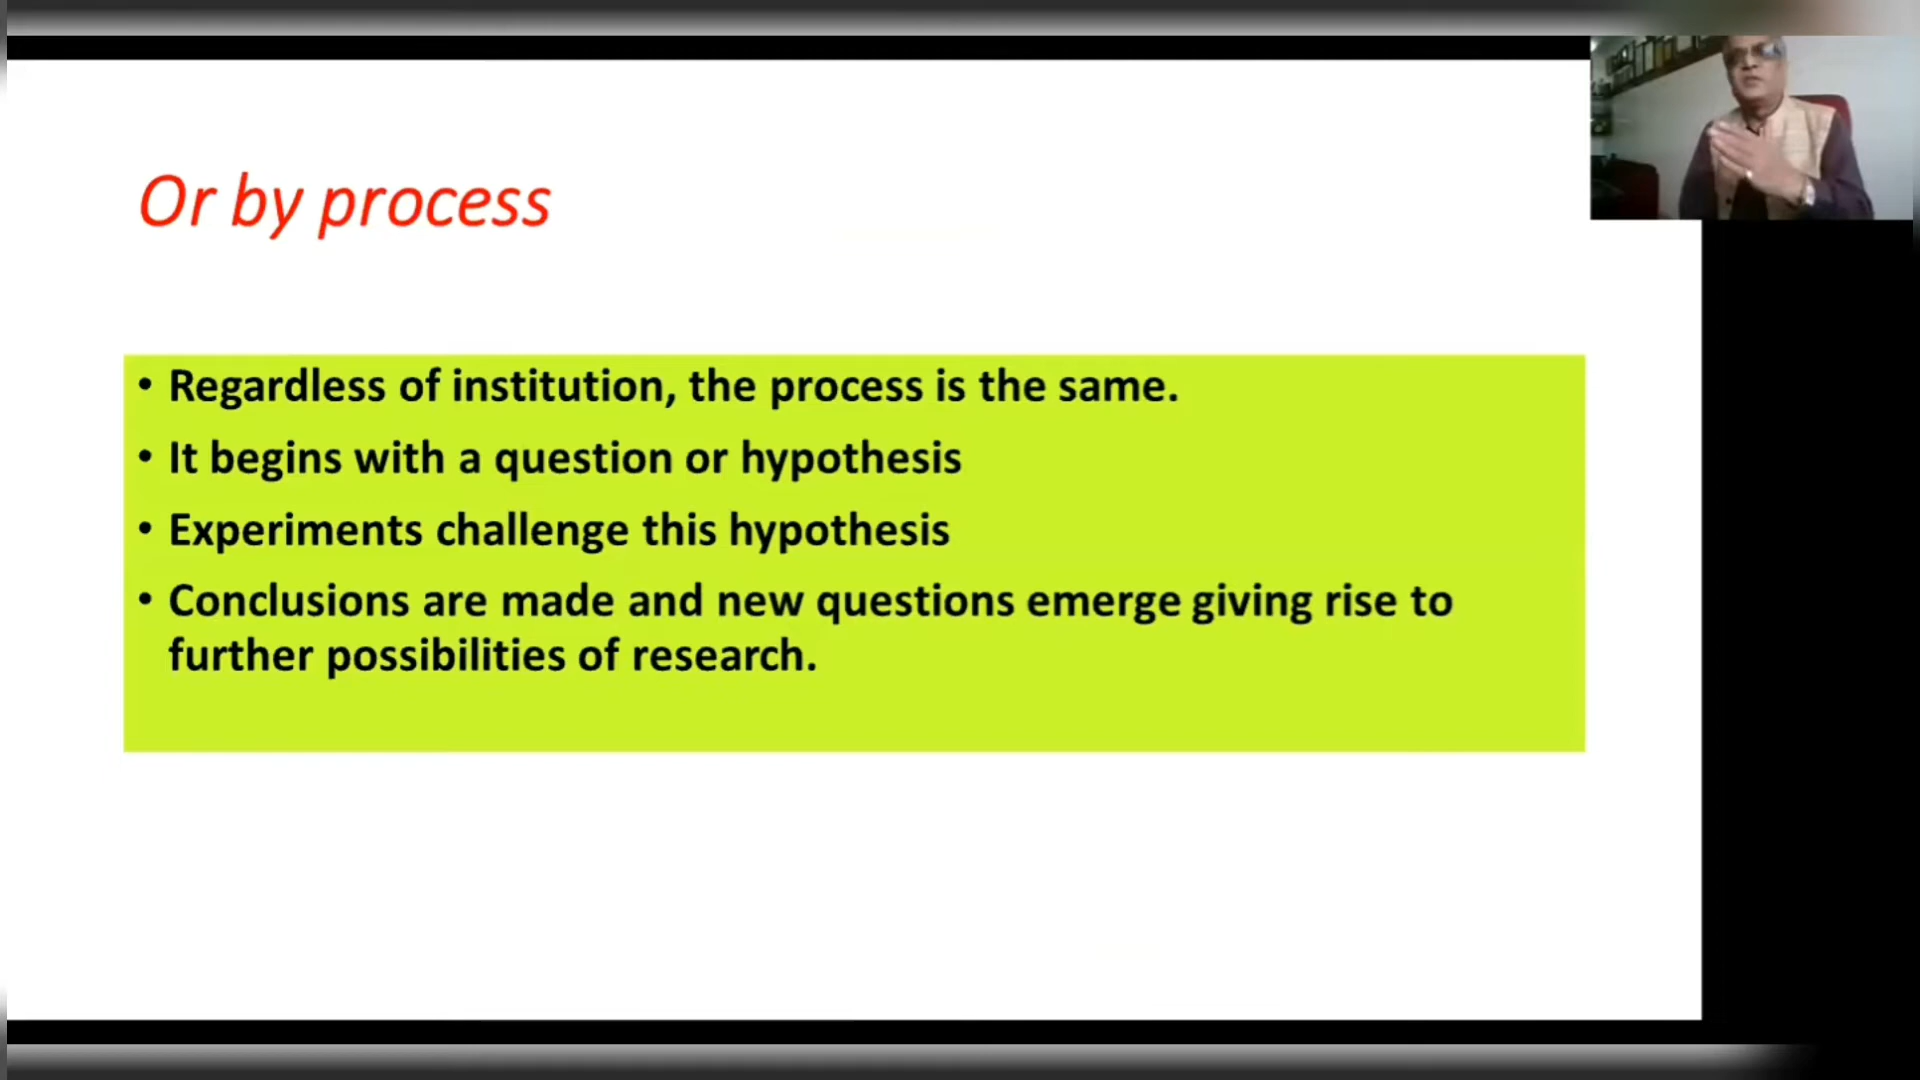 Or by process
• Regardless of institution, the process is the same.
• It begins with a question or hypothesis
• Experiments challenge this hypothesis
• Conclusions are made and new questions emerge giving rise to
further possibilities of research.